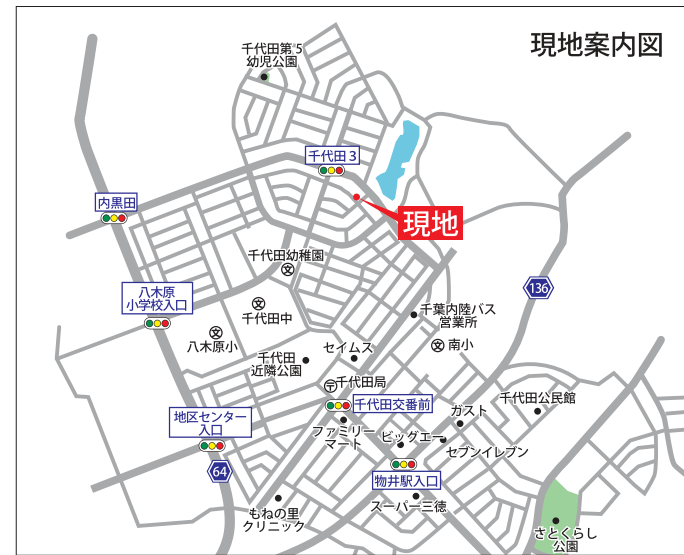 現地案内図
千代田第5
幼児公園
千代田3
内黒田
現地
千代田幼稚園
文
136
八木原
小学校入口
文
千代田中
千葉内陸バス
営業所
文
八木原小
文 南小
セイムス
千代田
近隣公園
〒千代田局
千代田公民館
千代田交番前
ガスト
地区センター
入口
ファミリー
マート
ビッグエー
セブンイレブン
64
物井駅入口
スーパー三徳
もねの里
クリニック
さとくらし
公園